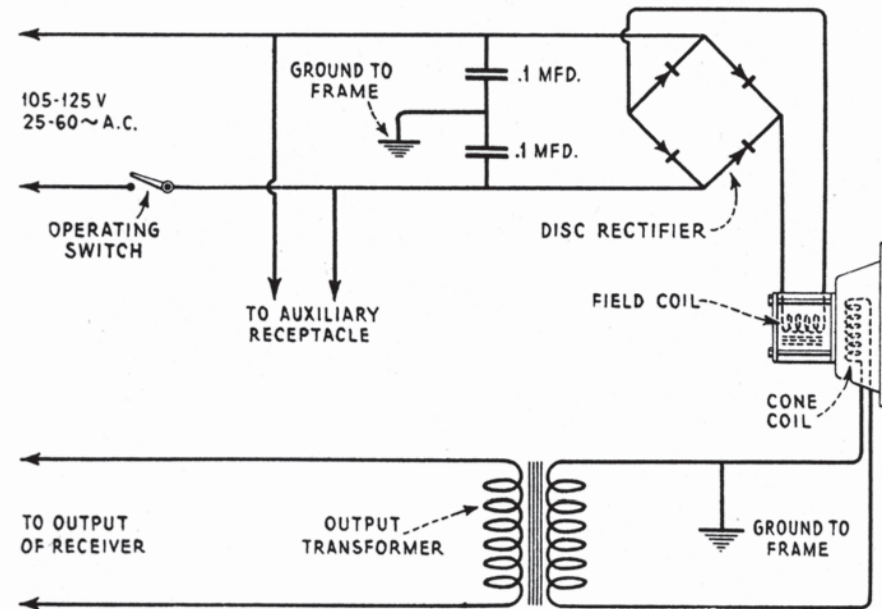 GROUND TO
FRAME
.1 MFD.
105-125 V
25-60~A.C.
.1 MFD.
OPERATING
SWITCH
DISC RECTIFIER
TO AUXILIARY
RECEPTACLE
FIELD COIL
CONE
COIL
TO OUTPUT
OF RECEIVER
OUTPUT
TRANSFORMER
GROUND TO
FRAME